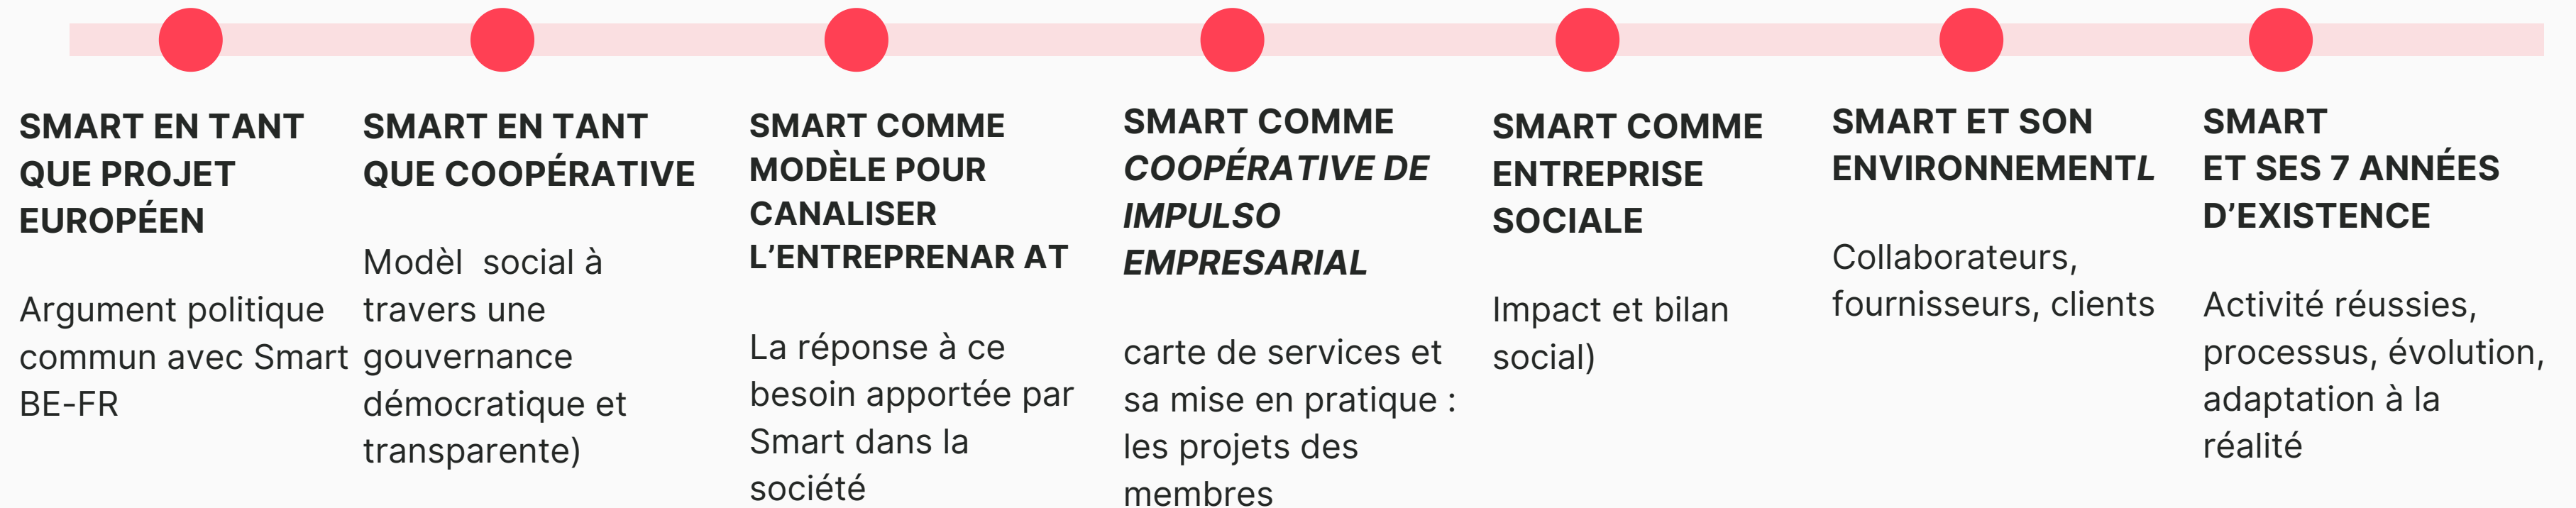 SMART EN TANT
QUE PROJET
EUROPÉEN
Argument politique
commun avec Smart
BE-FR
SMART EN TANT
QUE COOPÉRATIVE
Modèl  social à
travers une
gouvernance
démocratique et
transparente)
SMART COMME
MODÈLE POUR
CANALISER
L’ENTREPRENAR AT
La réponse à ce
besoin apportée par
Smart dans la
société
SMART COMME
COOPÉRATIVE DE
IMPULSO
EMPRESARIAL
carte de services et
sa mise en pratique :
les projets des
membres
SMART COMME
ENTREPRISE
SOCIALE
Impact et bilan
social)
SMART ET SON
ENVIRONNEMENTL
Collaborateurs,
fournisseurs, clients
SMART
ET SES 7 ANNÉES
D’EXISTENCE
Activité réussies,
processus, évolution,
adaptation à la
réalité